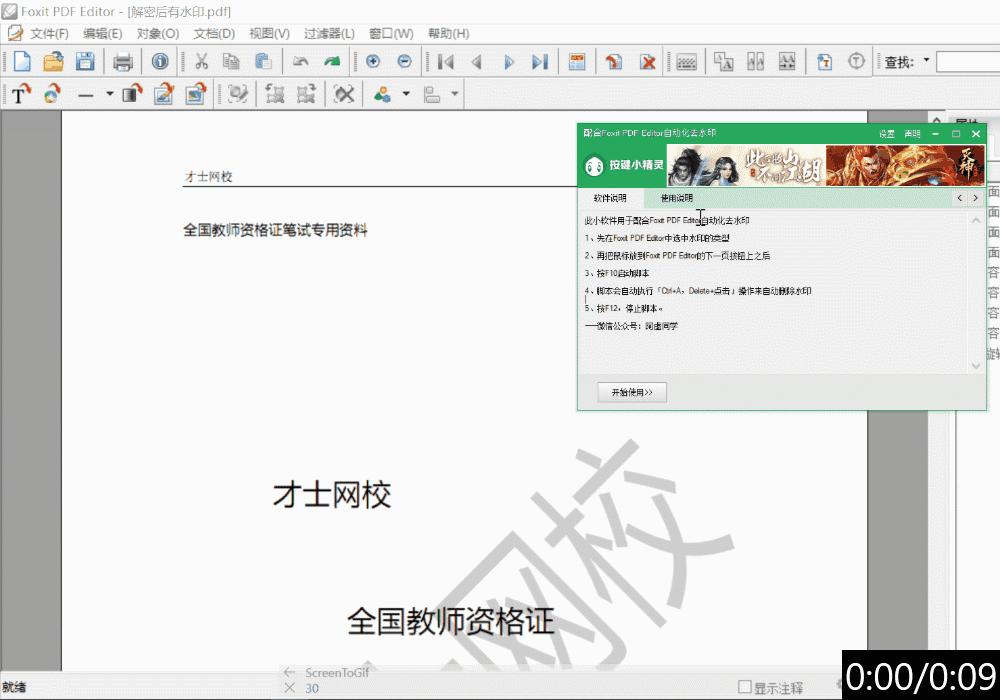 Foxit PDF Editor - [解密后有水印.pdf]
文件(F) 编辑(E) 对象(O) 文档(D) 视图(V) 过滤器(L) 窗口(W) 帮助(H)
查找:
才士网校
全国教师资格证笔试专用资料
配合Foxit PDF Editor自动化去水印
设置 声明
按键小精灵
软件说明 使用说明
此小软件用于配合Foxit PDF Editor自动化去水印
1、先在Foxit PDF Editor中选中水印的类型
2、再把鼠标放到Foxit PDF Editor的下一页按钮上之后
3、按F10启动脚本
4、脚本会自动执行「Ctrl+A，Delete+点击」操作来自动删除水印
5、按F12，停止脚本。
──微信公众号：阿虚同学
开始使用>>
才士网校
全国教师资格证
网校
ScreenToGif
30
就绪
显示注释
0:00/0:09